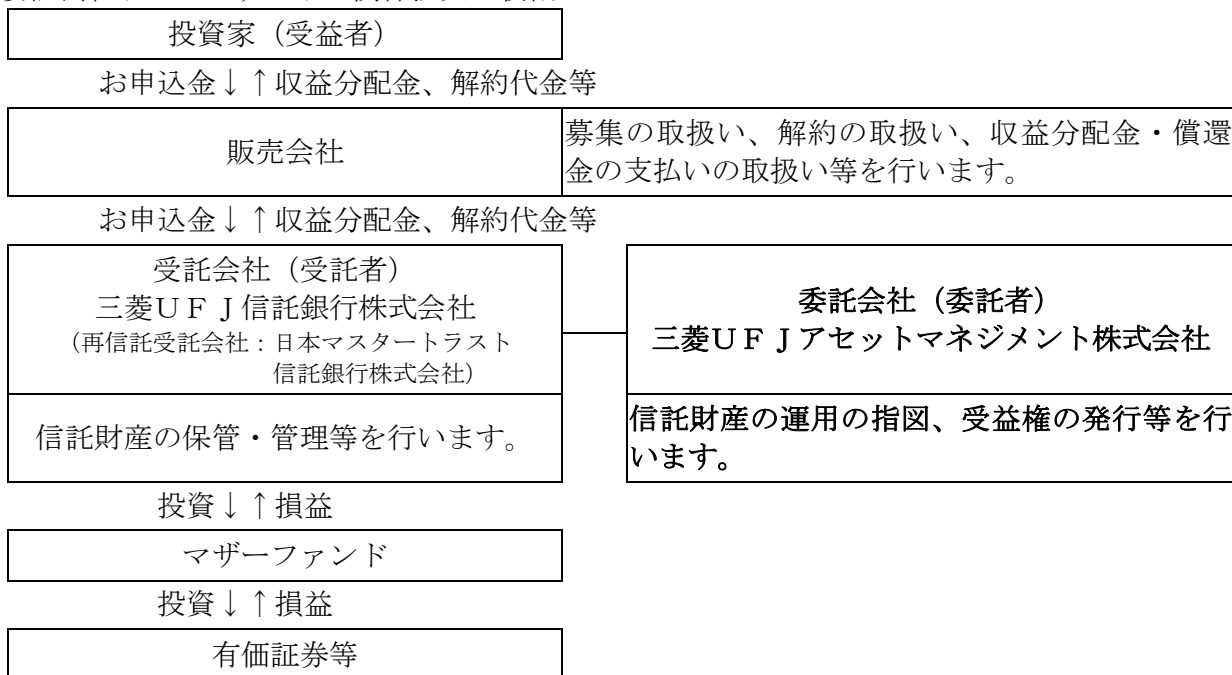 投資家（受益者）
お申込金↓↑収益分配金、解約代金等
販売会社
募集の取扱い、解約の取扱い、収益分配金・償還
金の支払いの取扱い等を行います。
お申込金↓↑収益分配金、解約代金等
受託会社（受託者）
三菱ＵＦＪ信託銀行株式会社
（再信託受託会社：日本マスタートラスト
信託銀行株式会社）
委託会社（委託者）
三菱ＵＦＪアセットマネジメント株式会社
信託財産の保管・管理等を行います。
信託財産の運用の指図、受益権の発行等を行
います。
投資↓↑損益
マザーファンド
投資↓↑損益
有価証券等